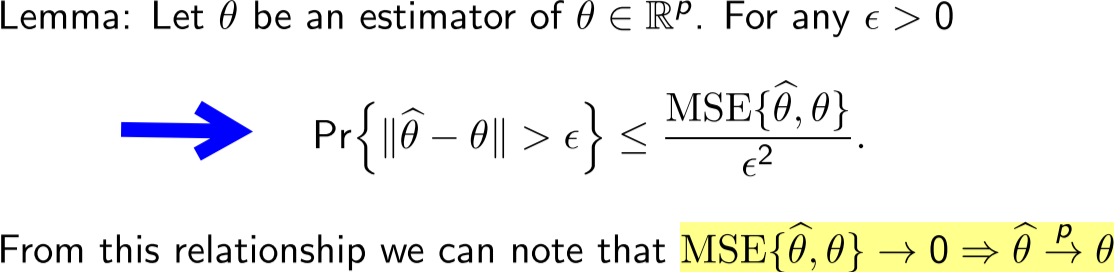 Lemma: Let θ be an estimator of θ ∈ ℝᵖ. For any ϵ > 0
Pr{‖θ̂ − θ‖ > ϵ} ≤ MSE{θ̂, θ} / ϵ².
From this relationship we can note that MSE{θ̂, θ} → 0 ⇒ θ̂ →ᵖ θ